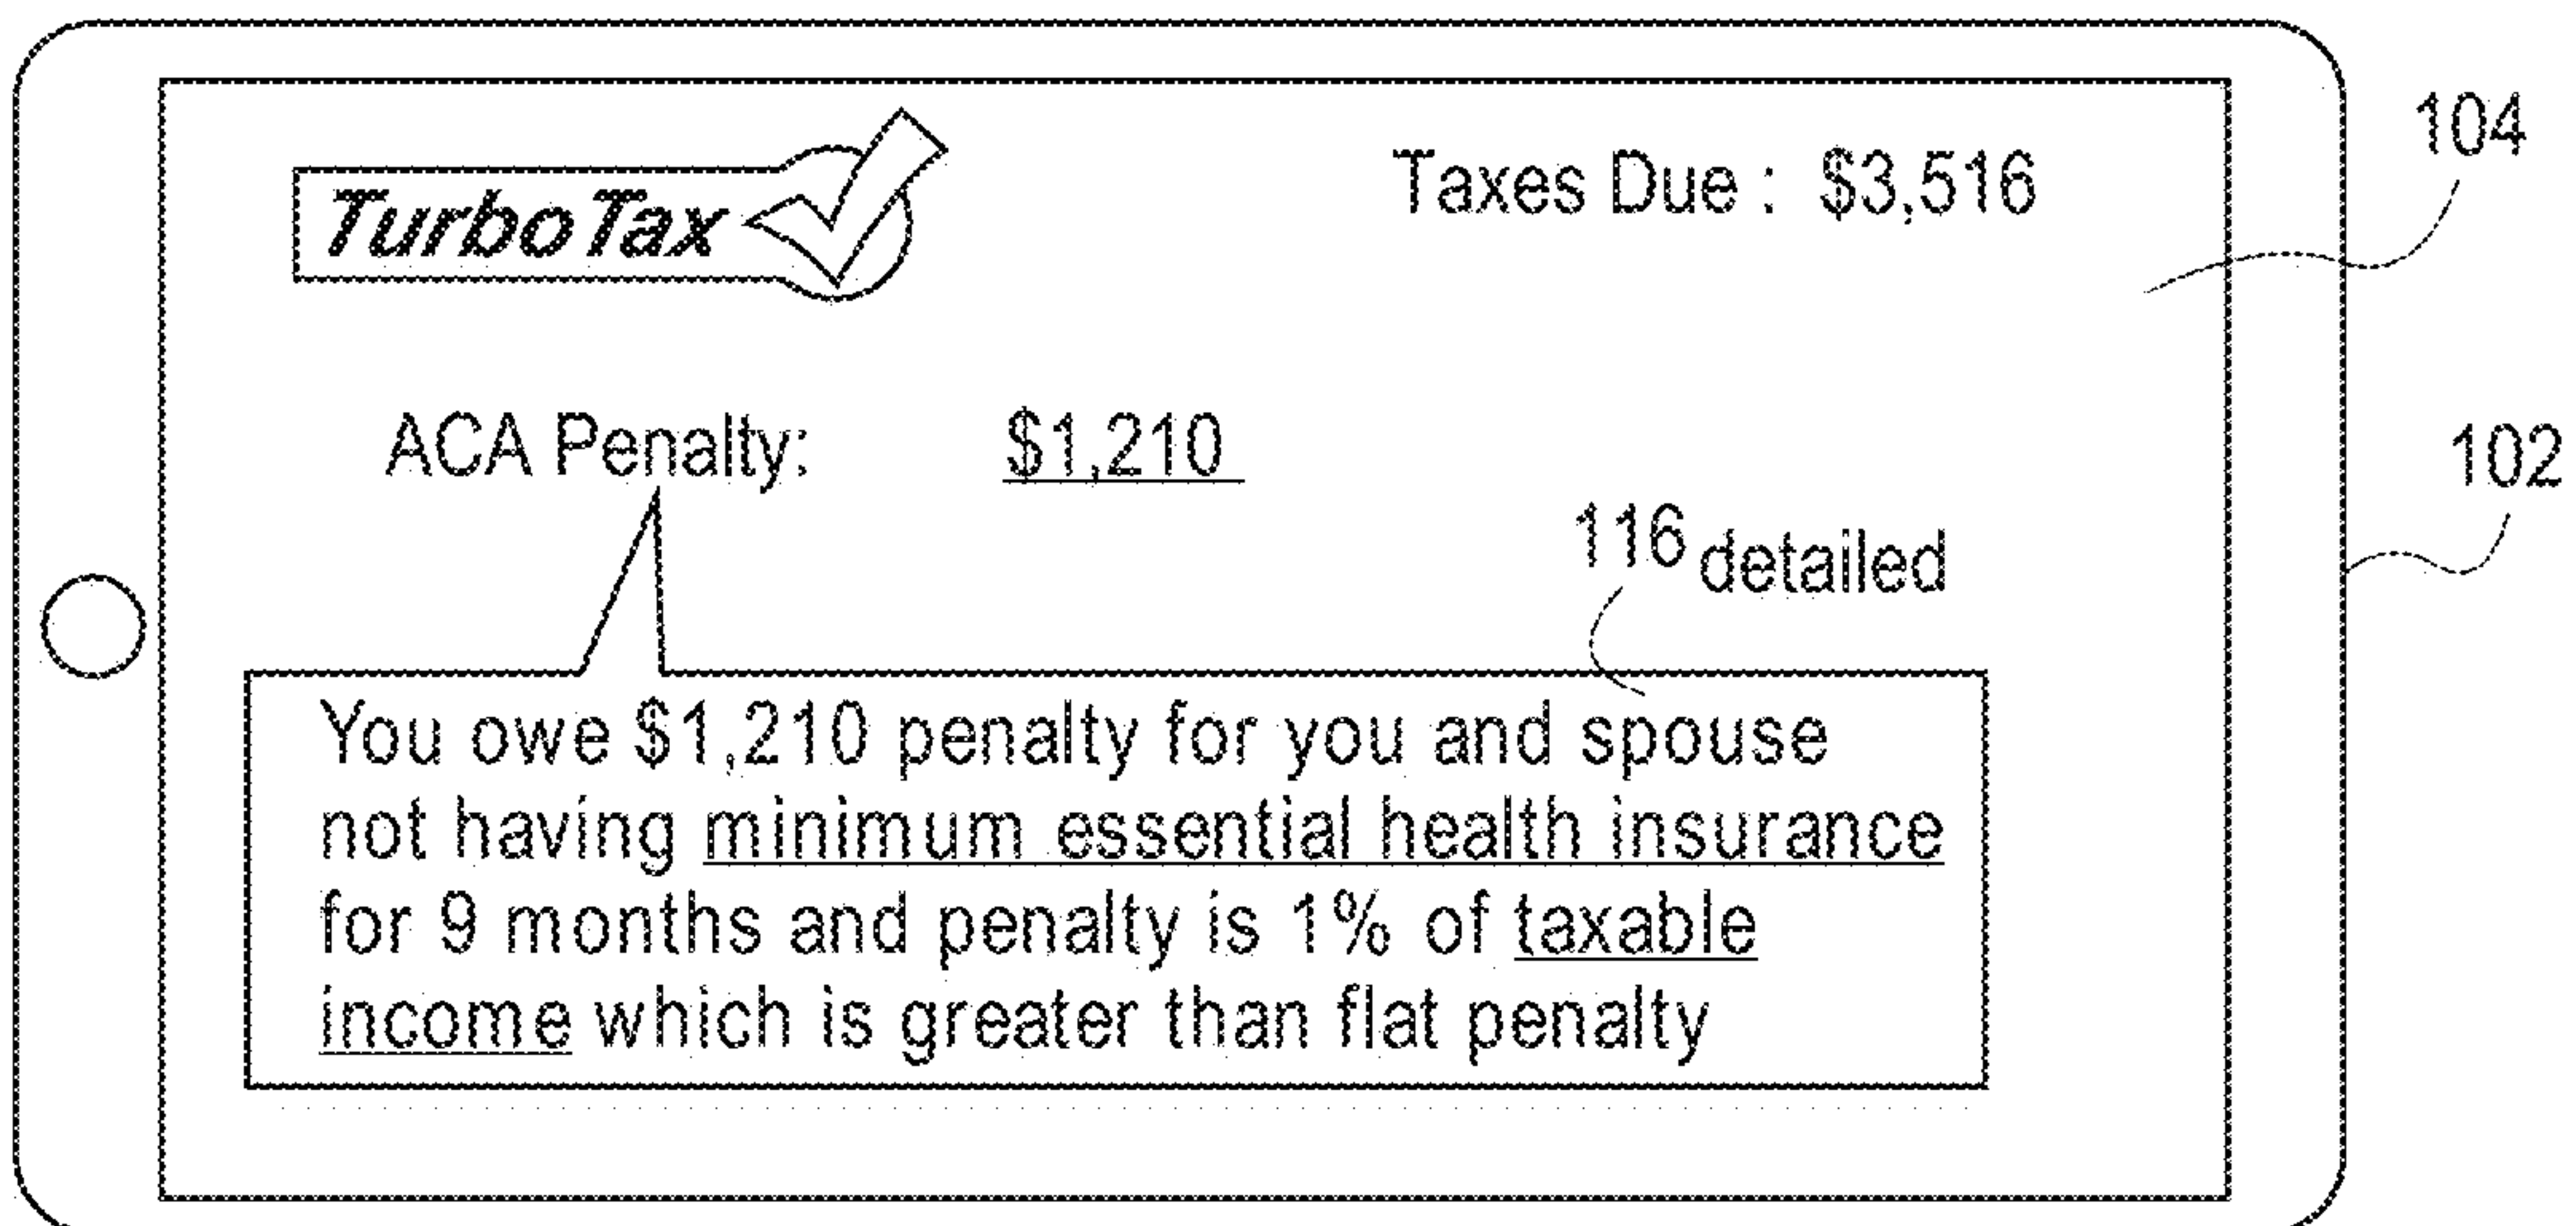 TurboTax
Taxes Due : $3,516
104
ACA Penalty: $1,210
102
116 detailed
You owe $1,210 penalty for you and spouse
not having minimum essential health insurance
for 9 months and penalty is 1% of taxable
income which is greater than flat penalty